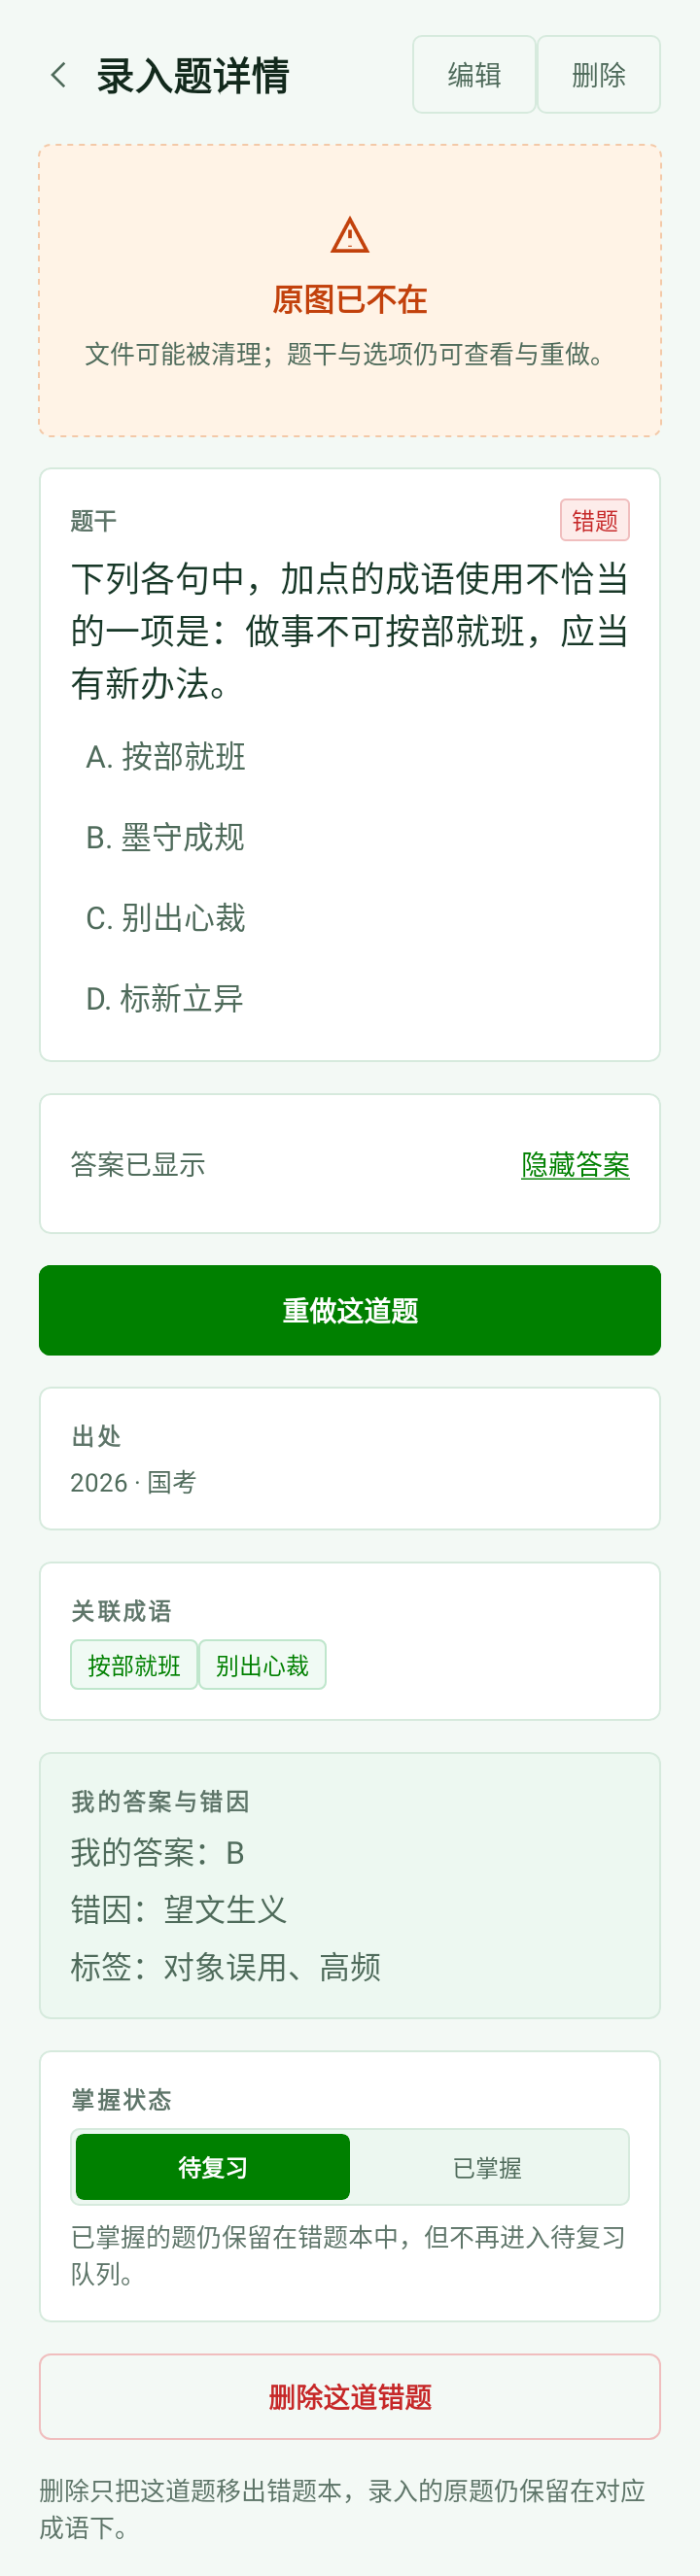 录入题详情
编辑
删除
原图已不在
文件可能被清理；题干与选项仍可查看与重做。
题干
错题
下列各句中，加点的成语使用不恰当
的一项是：做事不可按部就班，应当
有新办法。
A. 按部就班
B. 墨守成规
C. 别出心裁
D. 标新立异
答案已显示
隐藏答案
重做这道题
出处
2026 · 国考
关联成语
按部就班
别出心裁
我的答案与错因
我的答案：B
错因：望文生义
标签：对象误用、高频
掌握状态
待复习
已掌握
已掌握的题仍保留在错题本中，但不再进入待复习
队列。
删除这道错题
删除只把这道题移出错题本，录入的原题仍保留在对应
成语下。